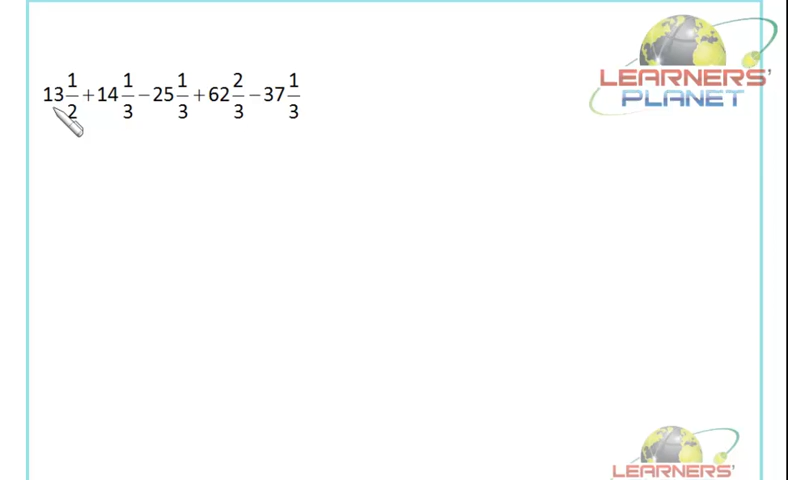 13 1/2 + 14 1/3 − 25 1/3 + 62 2/3 − 37 1/3
LEARNERS'
PLANET
LEARNERS'